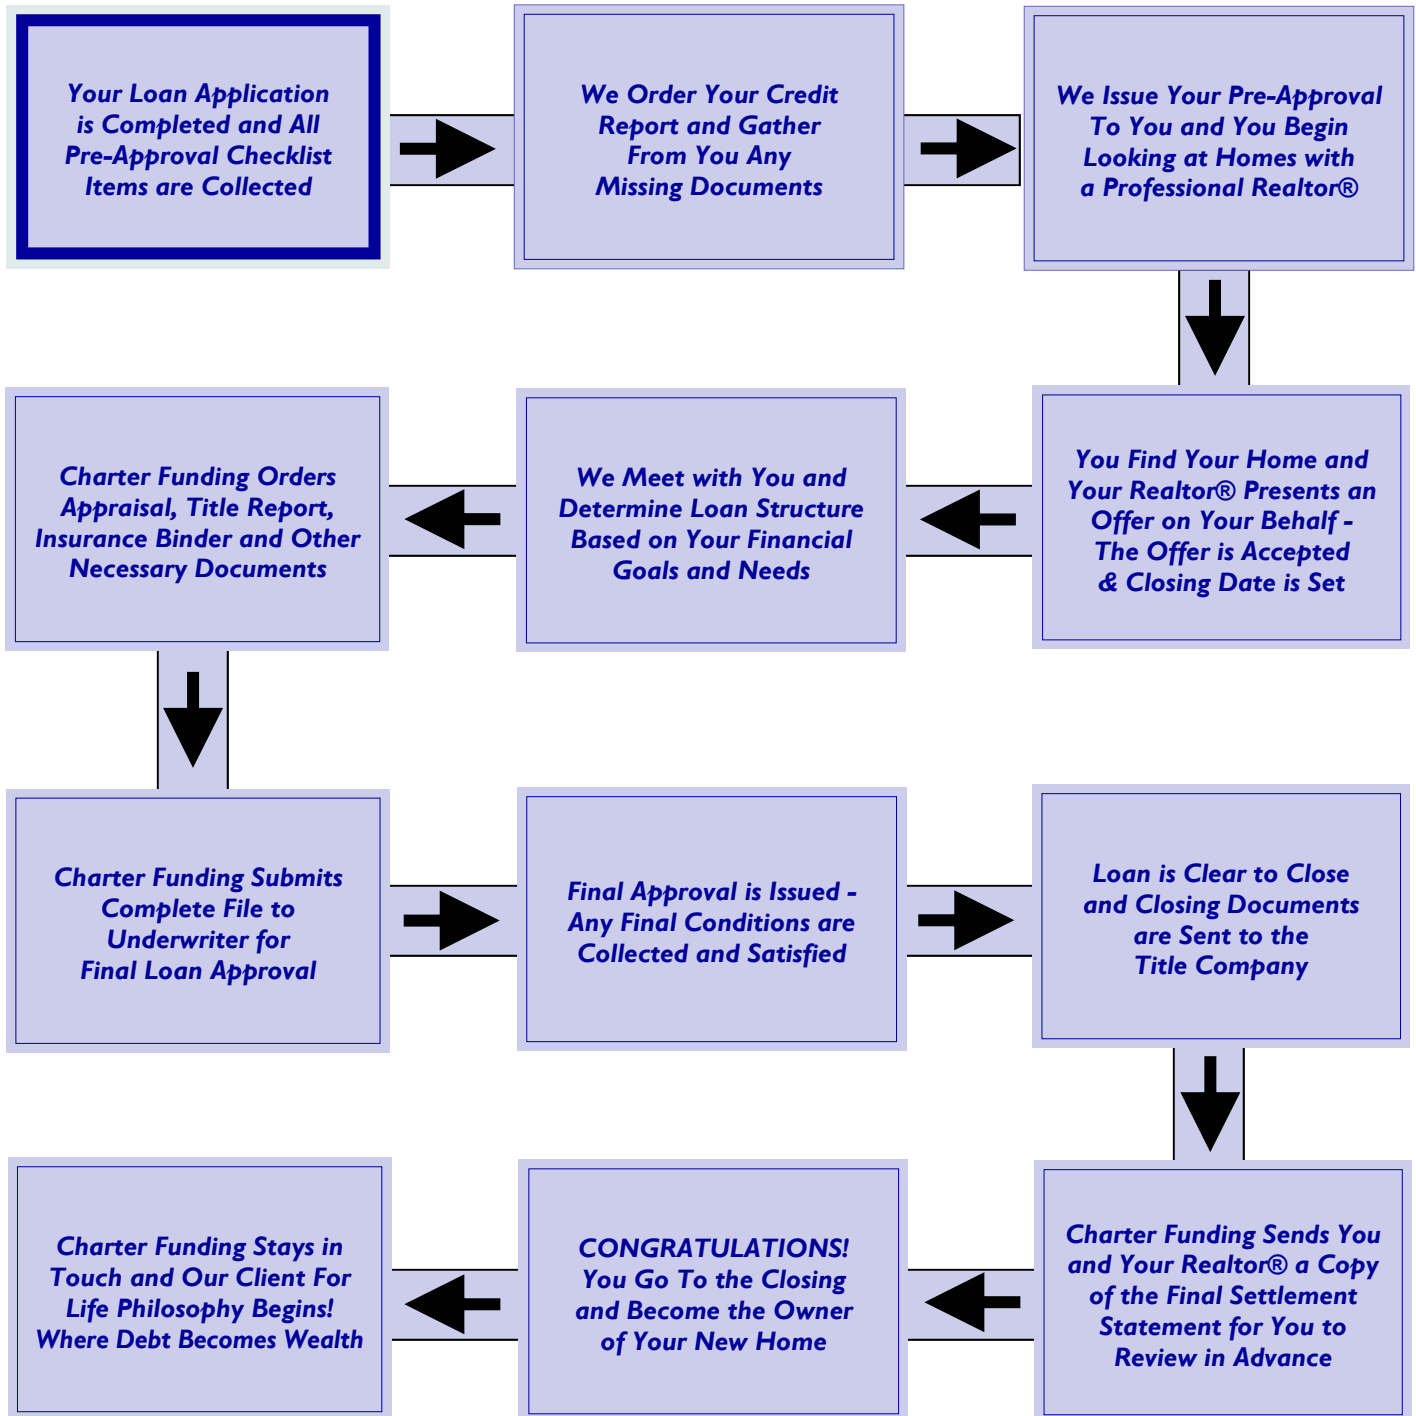 Your Loan Application
is Completed and All
Pre-Approval Checklist
Items are Collected
We Order Your Credit
Report and Gather
From You Any
Missing Documents
We Issue Your Pre-Approval
To You and You Begin
Looking at Homes with
a Professional Realtor®
You Find Your Home and
Your Realtor® Presents an
Offer on Your Behalf -
The Offer is Accepted
& Closing Date is Set
We Meet with You and
Determine Loan Structure
Based on Your Financial
Goals and Needs
Charter Funding Orders
Appraisal, Title Report,
Insurance Binder and Other
Necessary Documents
Charter Funding Submits
Complete File to
Underwriter for
Final Loan Approval
Final Approval is Issued -
Any Final Conditions are
Collected and Satisfied
Loan is Clear to Close
and Closing Documents
are Sent to the
Title Company
Charter Funding Sends You
and Your Realtor® a Copy
of the Final Settlement
Statement for You to
Review in Advance
CONGRATULATIONS!
You Go To the Closing
and Become the Owner
of Your New Home
Charter Funding Stays in
Touch and Our Client For
Life Philosophy Begins!
Where Debt Becomes Wealth